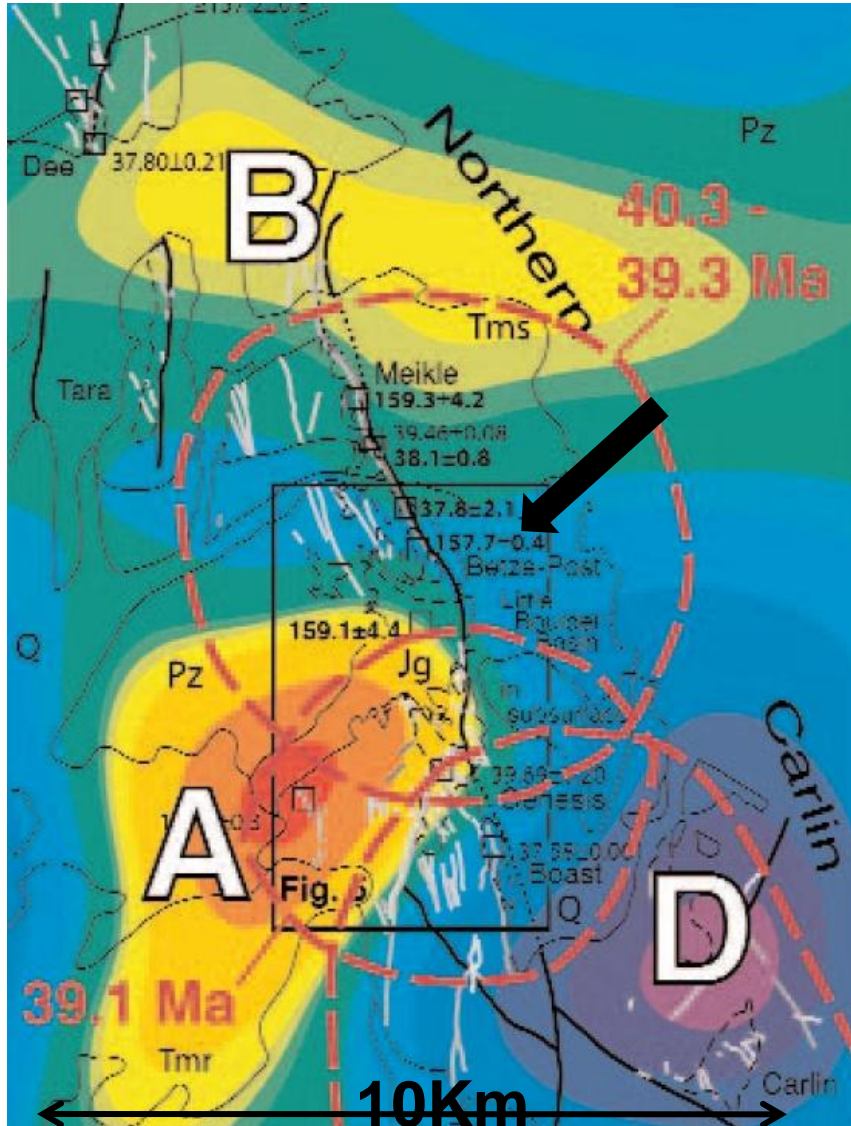 Pz
Northern
Dee
37.80±0.21
B
40.3 -
39.3 Ma
Tms
Meikle
Tara
159.3+4.2
39.46±0.08
38.1±0.8
37.8±2.1
157.7-0.4
Betze-Post
Little
Boulder
Basin
159.1±4.4
Q
Pz
Jg
in
subsurface
Carlin
Genesis
A
D
Fig.
Boast
Q
39.1 Ma
Tmr
Carlin
10Km